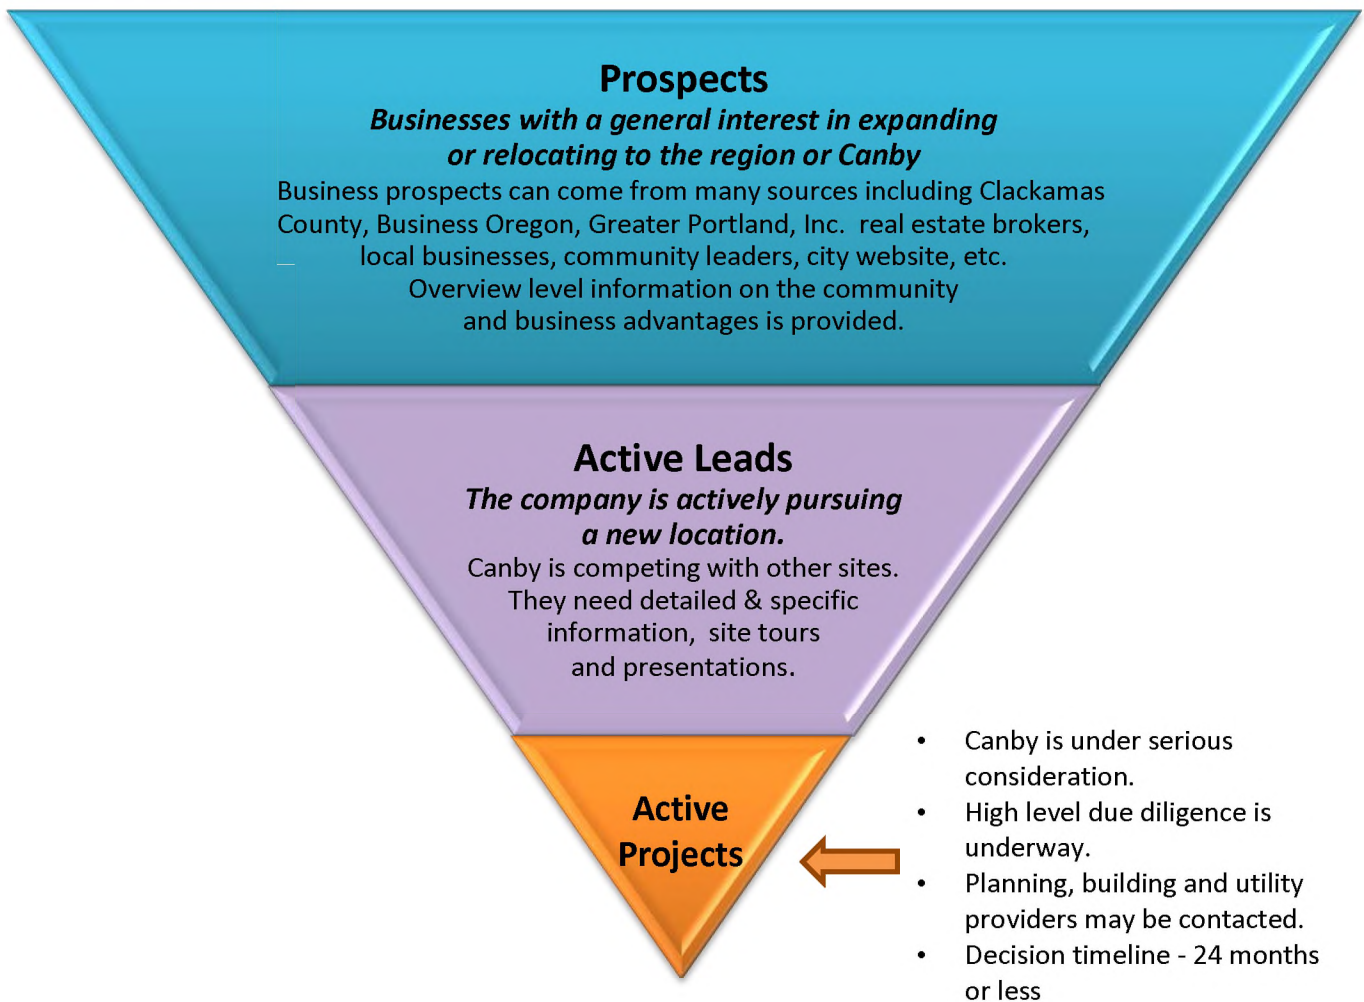 Prospects
Businesses with a general interest in expanding
or relocating to the region or Canby
Business prospects can come from many sources including Clackamas
County, Business Oregon, Greater Portland, Inc.  real estate brokers,
local businesses, community leaders, city website, etc.
Overview level information on the community
and business advantages is provided.
Active Leads
The company is actively pursuing
a new location.
Canby is competing with other sites.
They need detailed & specific
information,  site tours
and presentations.
Active
Projects
• Canby is under serious
consideration.
• High level due diligence is
underway.
• Planning, building and utility
providers may be contacted.
• Decision timeline - 24 months
or less